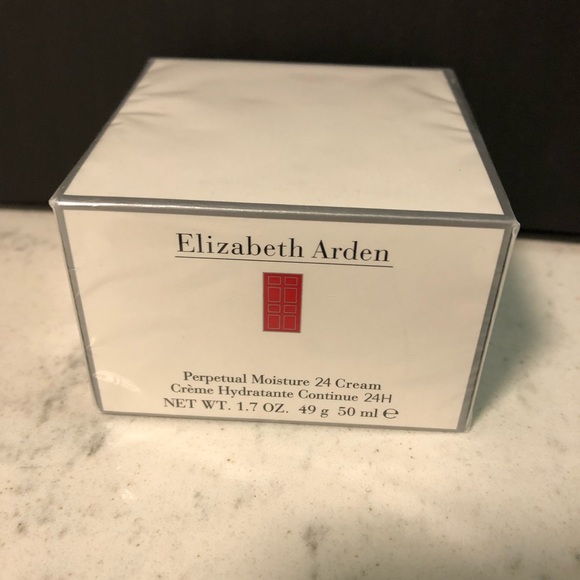 Elizabeth Arden
Perpetual Moisture 24 Cream
Crème Hydratante Continue 24H
NET WT. 1.7 OZ. 49 g 50 ml ℮